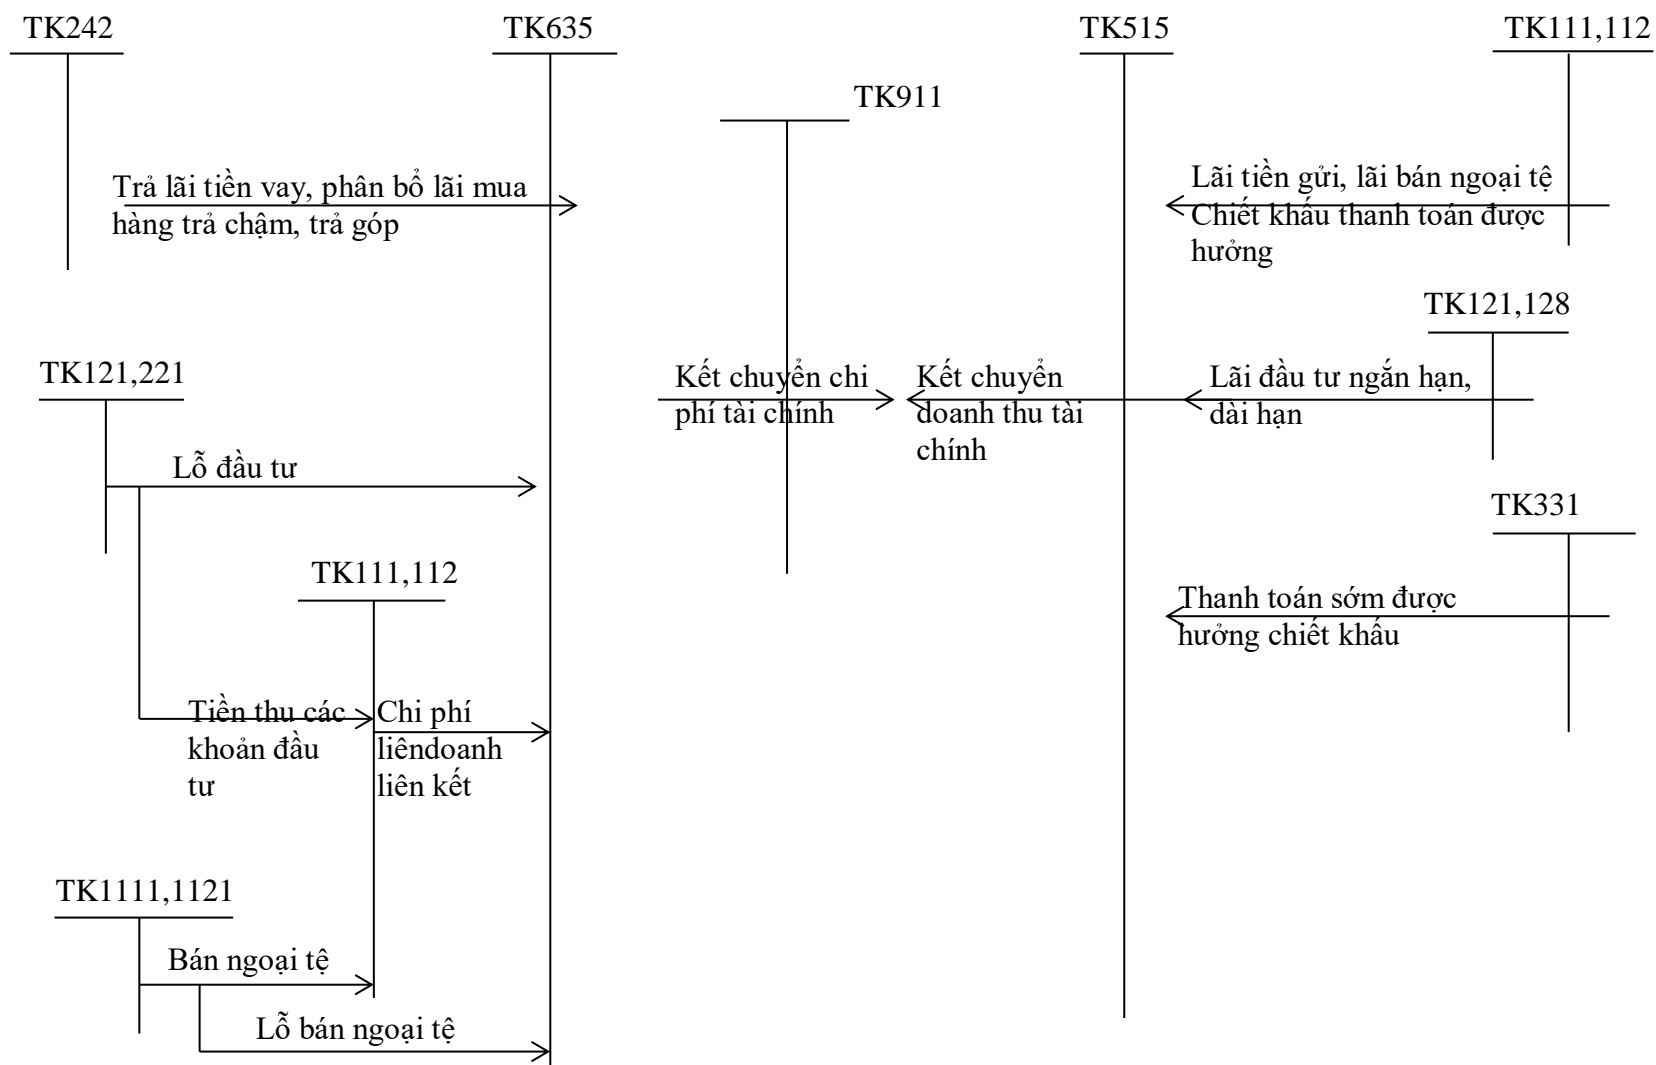 TK242
TK635
TK515
TK111,112
TK911
Trả lãi tiền vay, phân bổ lãi mua
hàng trả chậm, trả góp
Lãi tiền gửi, lãi bán ngoại tệ
Chiết khấu thanh toán được
hưởng
TK121,128
TK121,221
Kết chuyển chi
phí tài chính
Kết chuyển
doanh thu tài
chính
Lãi đầu tư ngắn hạn,
dài hạn
Lỗ đầu tư
TK331
TK111,112
Thanh toán sớm được
hưởng chiết khấu
Tiền thu các
khoản đầu
tư
Chi phí
liêndoanh
liên kết
TK1111,1121
Bán ngoại tệ
Lỗ bán ngoại tệ